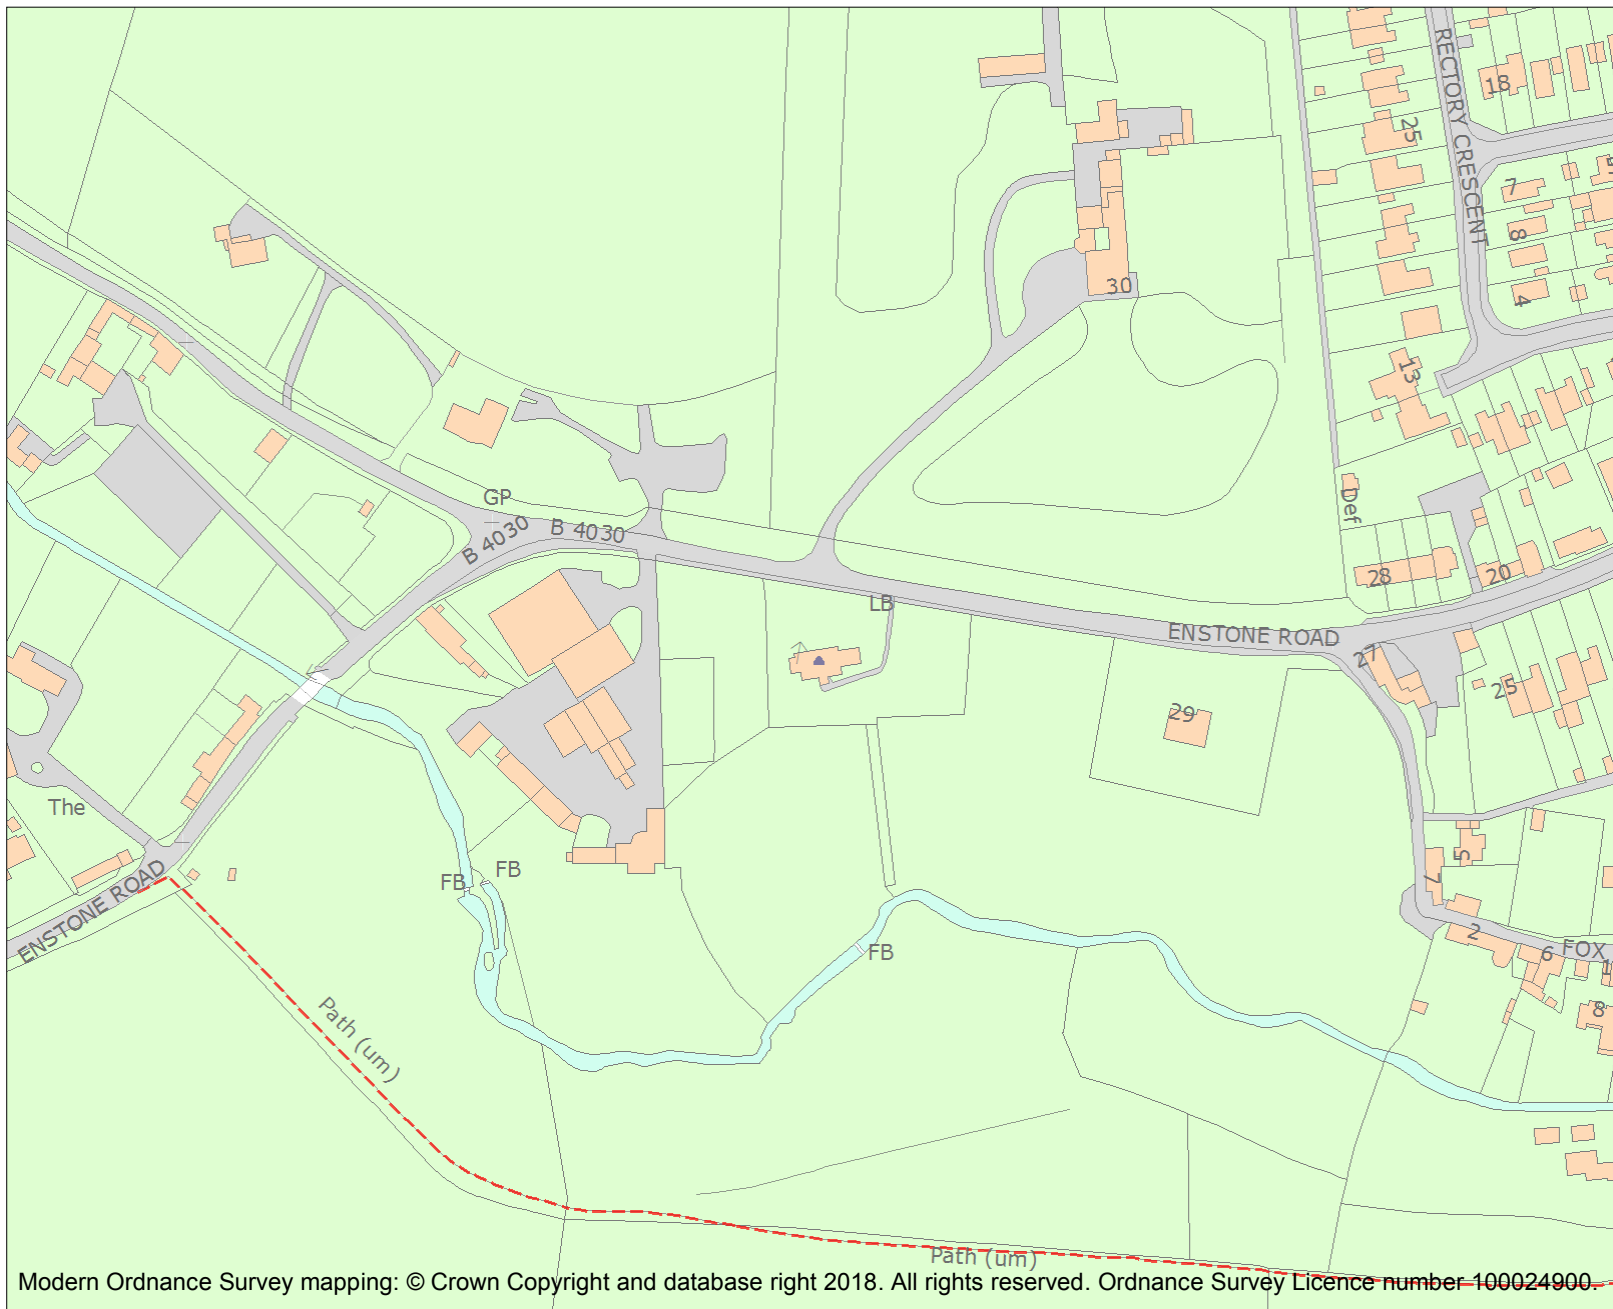 RECTORY CRESCENT
18
25
5
7
8
4
30
13
Def
GP
B 4030
B 4030
28
20
LB
ENSTONE ROAD
27
25
29
The
5
7
FB
FB
ENSTONE ROAD
2
6
FOX
1
FB
8
Path (um)
Path (um)
Modern Ordnance Survey mapping: © Crown Copyright and database right 2018. All rights reserved. Ordnance Survey Licence number 100024900.